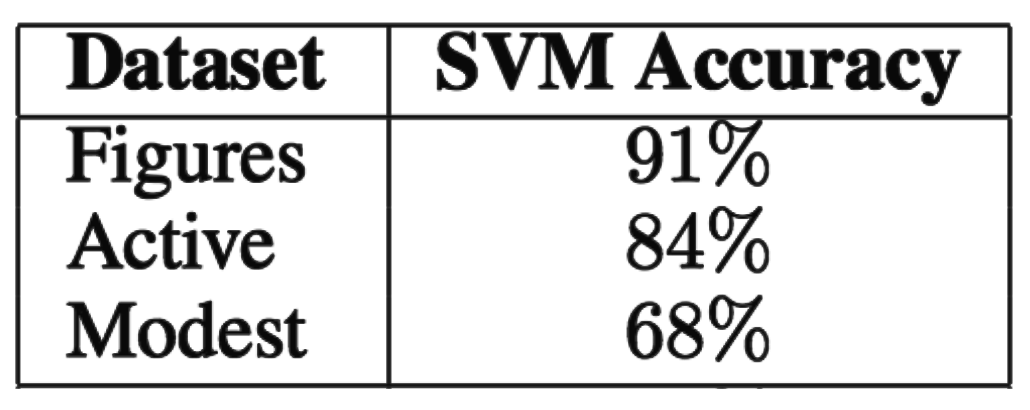 Dataset SVM Accuracy
Figures 91%
Active 84%
Modest 68%